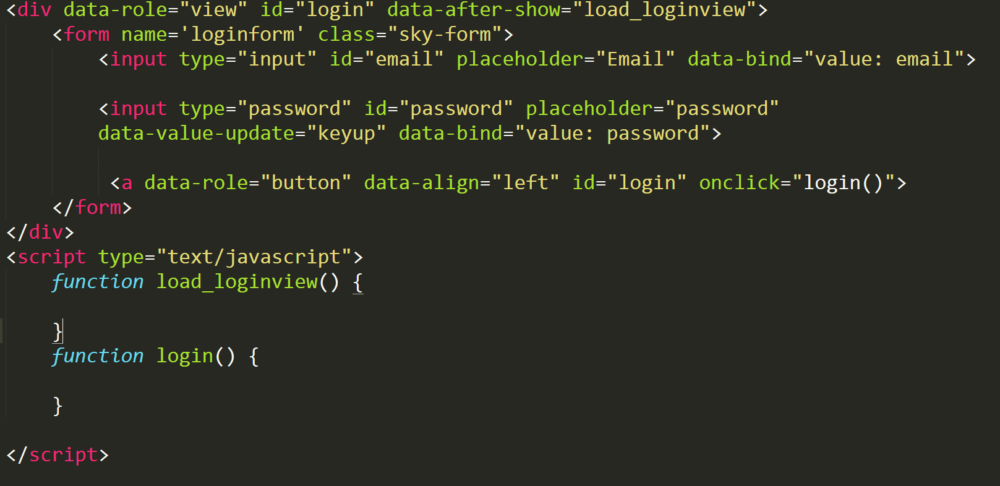 <div data-role="view" id="login" data-after-show="load_loginview">
<form name='loginform' class="sky-form">
<input type="input" id="email" placeholder="Email" data-bind="value: email">
<input type="password" id="password" placeholder="password"
data-value-update="keyup" data-bind="value: password">
<a data-role="button" data-align="left" id="login" onclick="login()">
</form>
</div>
<script type="text/javascript">
function load_loginview() {
}
function login() {
}
</script>